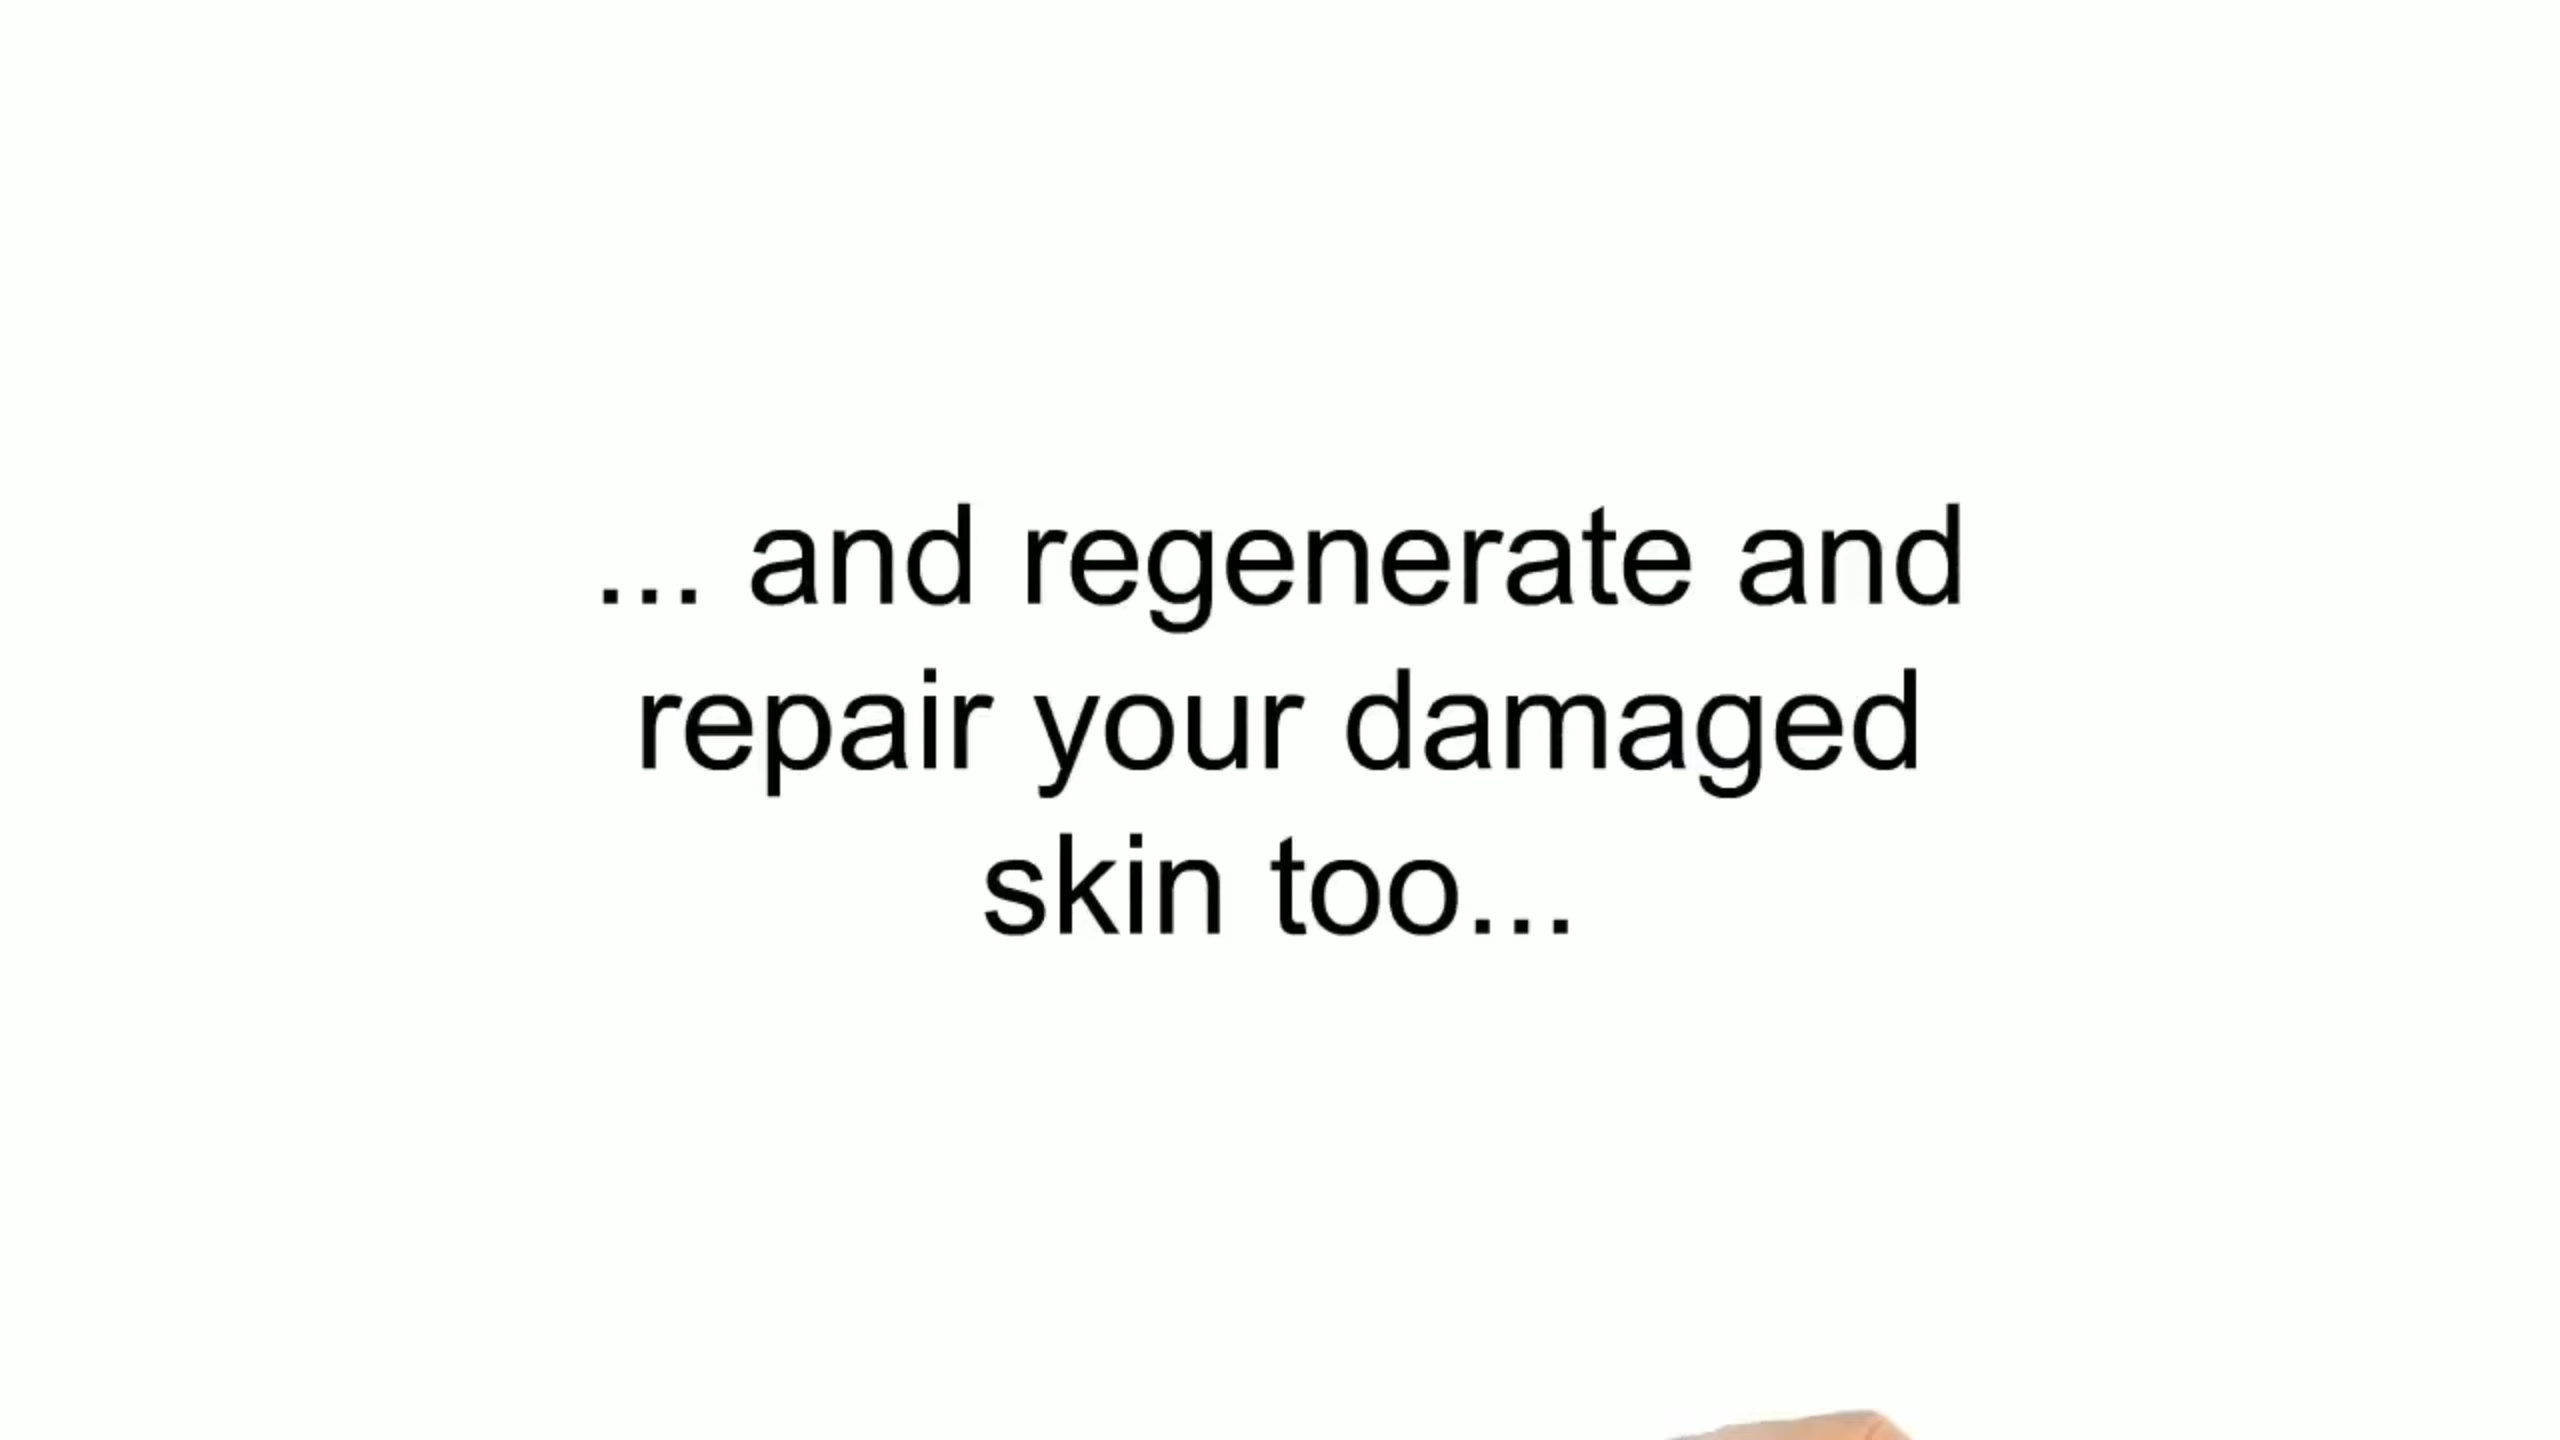 ... and regenerate and
repair your damaged
skin too...